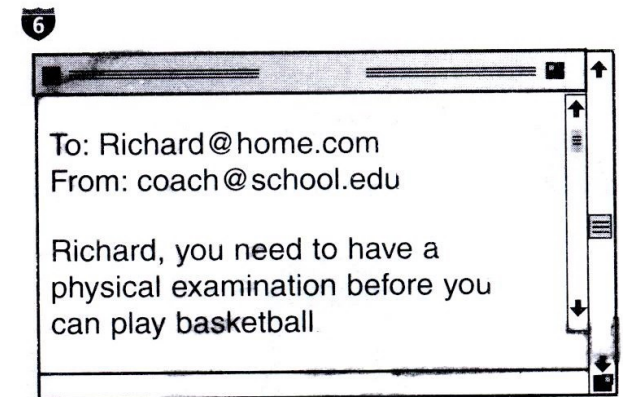 6
To: Richard@home.com
From: coach@school.edu
Richard, you need to have a
physical examination before you
can play basketball